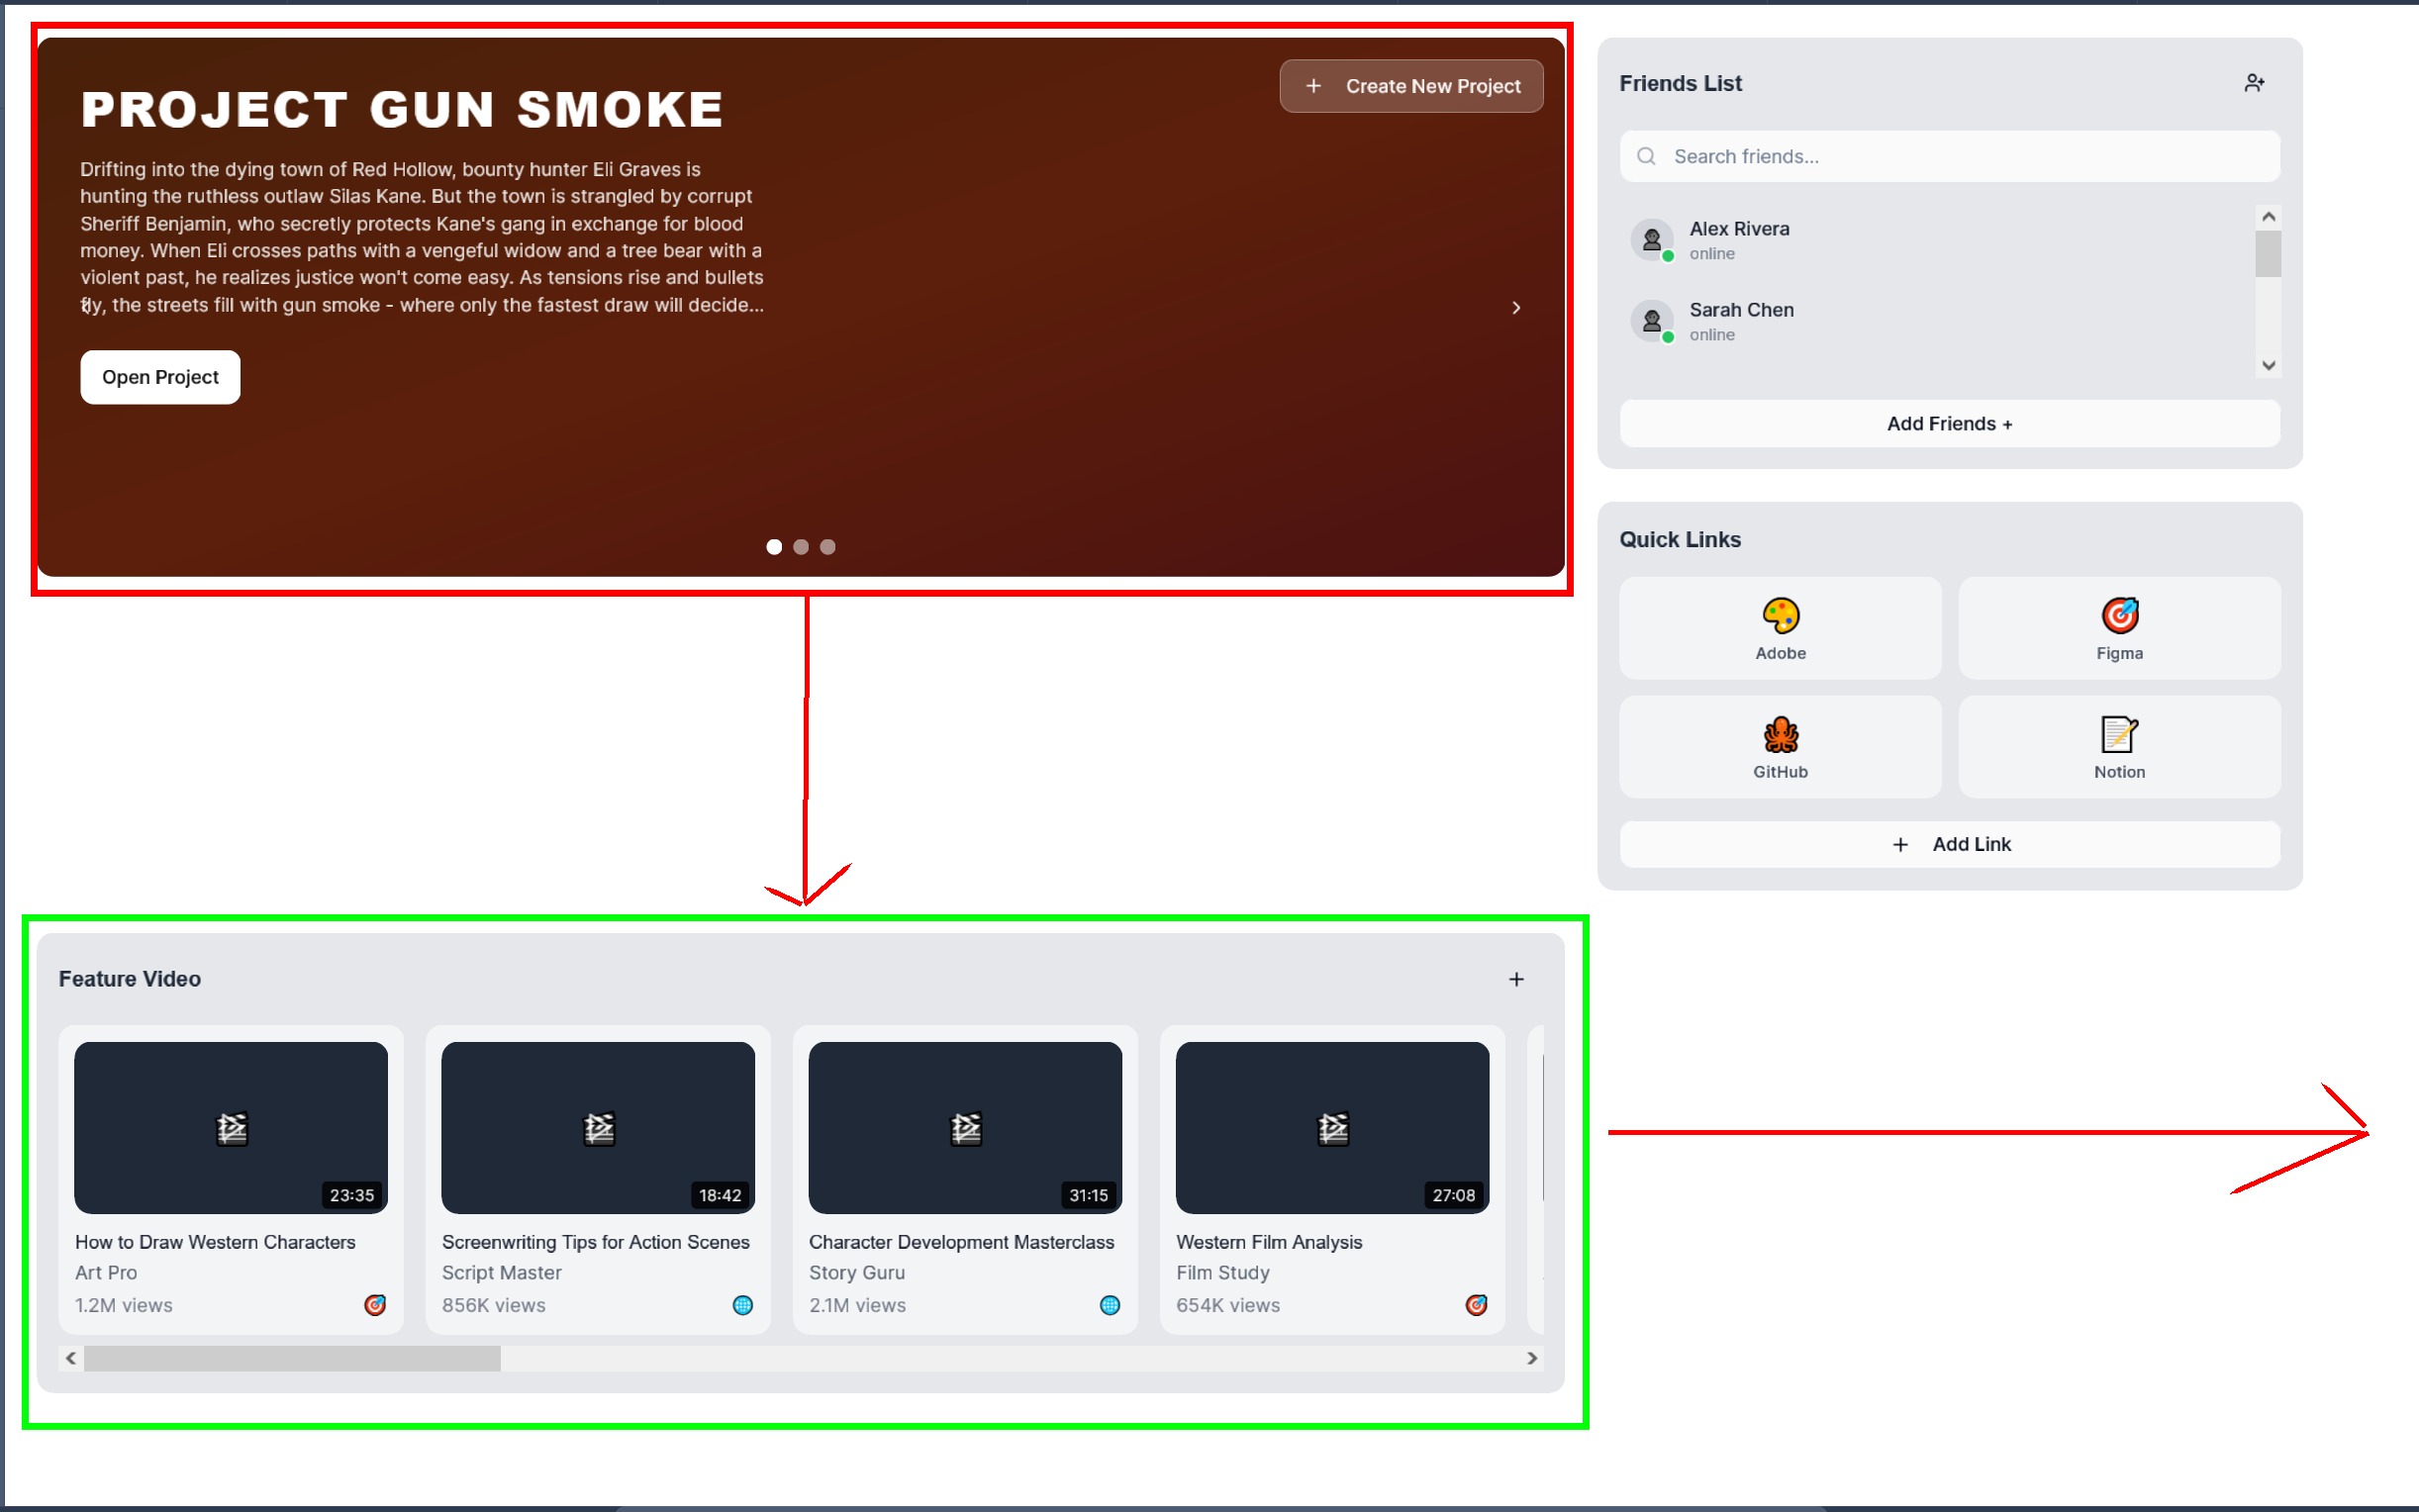 PROJECT GUN SMOKE
+ Create New Project
Drifting into the dying town of Red Hollow, bounty hunter Eli Graves is
hunting the ruthless outlaw Silas Kane. But the town is strangled by corrupt
Sheriff Benjamin, who secretly protects Kane's gang in exchange for blood
money. When Eli crosses paths with a vengeful widow and a tree bear with a
violent past, he realizes justice won't come easy. As tensions rise and bullets
fly, the streets fill with gun smoke - where only the fastest draw will decide...
Open Project
Friends List
Search friends...
Alex Rivera
online
Sarah Chen
online
Add Friends +
Quick Links
Adobe
Figma
GitHub
Notion
+ Add Link
Feature Video
+
23:35
How to Draw Western Characters
Art Pro
1.2M views
18:42
Screenwriting Tips for Action Scenes
Script Master
856K views
31:15
Character Development Masterclass
Story Guru
2.1M views
27:08
Western Film Analysis
Film Study
654K views